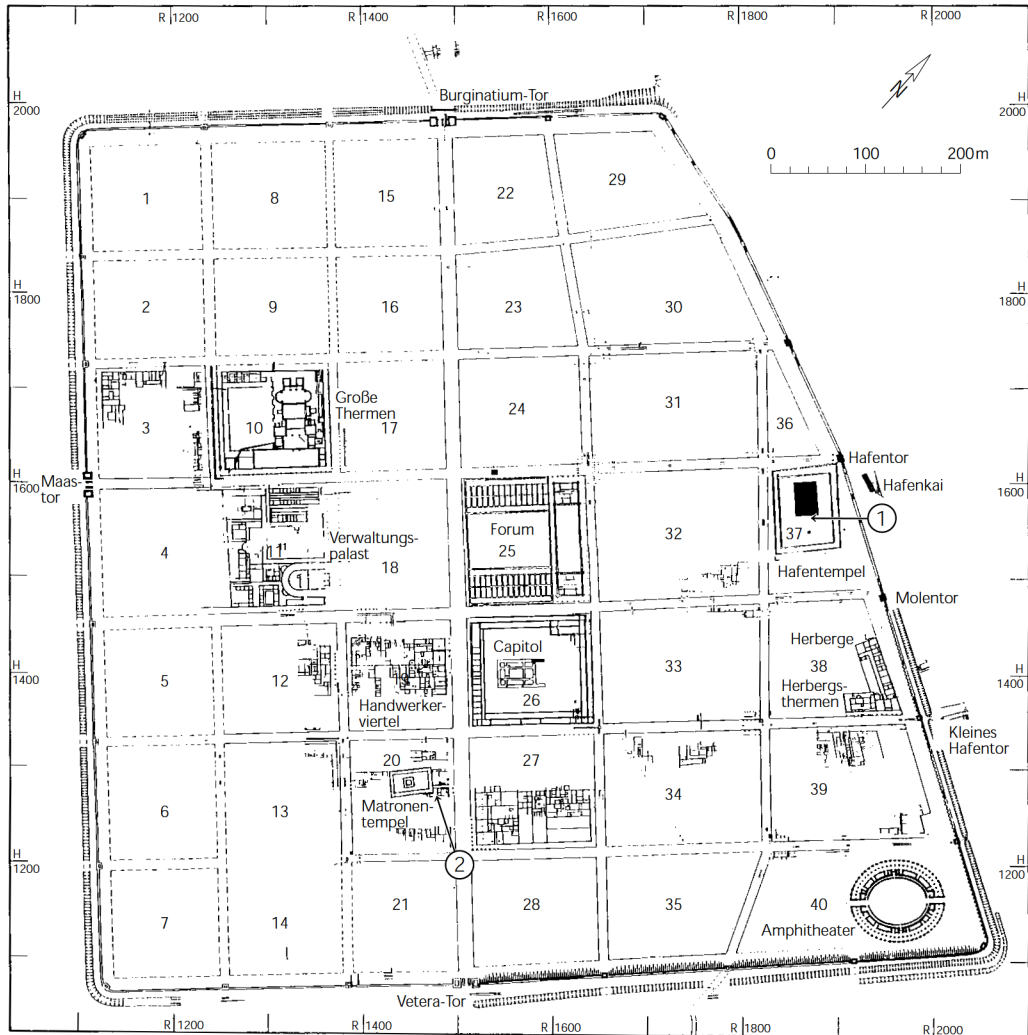 R 1200
R 1400
R 1600
R 1800
R 2000
N
Burginatium-Tor
H
2000
H
2000
0 100 200m
1
8
15
22
29
2
9
16
23
30
H
1800
H
1800
3
10
Große
Thermen
17
24
31
36
Hafentor
Hafenkai
H
1600
H
1600
Maas-
tor
1
4
11
Verwaltungs-
palast
18
Forum
25
32
37
Hafentempel
Molentor
5
12
Handwerker-
viertel
Capitol
26
33
Herberge
38
Herbergs-
thermen
H
1400
H
1400
Kleines
Hafentor
6
13
20
Matronen-
tempel
27
34
39
2
H
1200
H
1200
7
14
21
28
35
40
Amphitheater
Vetera-Tor
R 1200
R 1400
R 1600
R 1800
R 2000